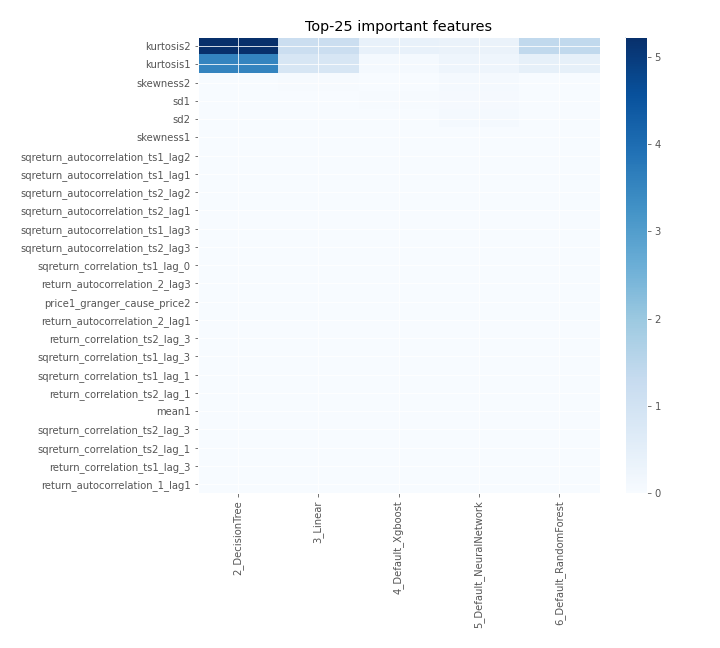 Top-25 important features
kurtosis2
kurtosis1
skewness2
sd1
sd2
skewness1
sqreturn_autocorrelation_ts1_lag2
sqreturn_autocorrelation_ts1_lag1
sqreturn_autocorrelation_ts2_lag2
sqreturn_autocorrelation_ts2_lag1
sqreturn_autocorrelation_ts1_lag3
sqreturn_autocorrelation_ts2_lag3
sqreturn_correlation_ts1_lag_0
return_autocorrelation_2_lag3
price1_granger_cause_price2
return_autocorrelation_2_lag1
return_correlation_ts2_lag_3
sqreturn_correlation_ts1_lag_3
sqreturn_correlation_ts1_lag_1
return_correlation_ts2_lag_1
mean1
sqreturn_correlation_ts2_lag_3
sqreturn_correlation_ts2_lag_1
return_correlation_ts1_lag_3
return_autocorrelation_1_lag1
2_DecisionTree
3_Linear
4_Default_Xgboost
5_Default_NeuralNetwork
6_Default_RandomForest
5
4
3
2
1
0